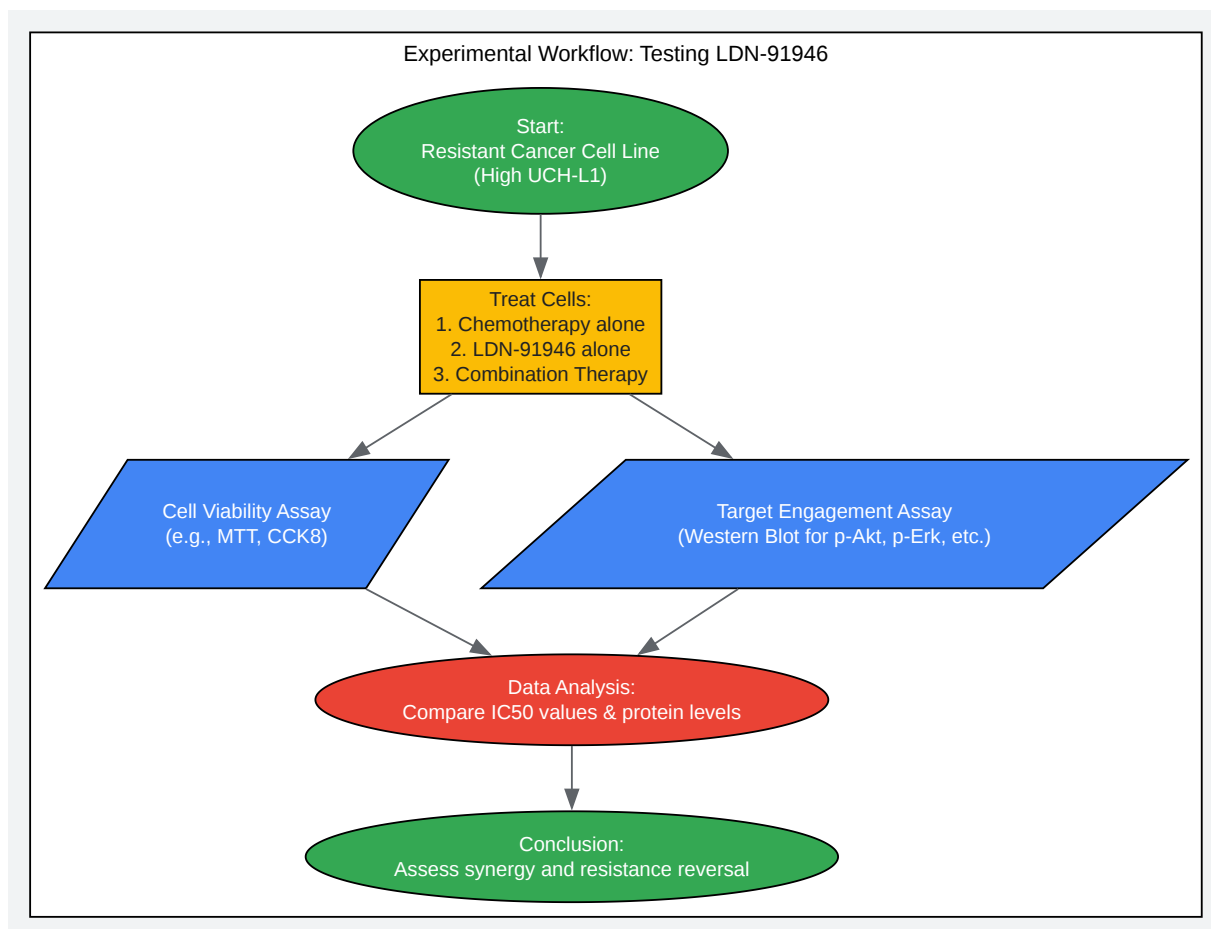 Experimental Workflow: Testing LDN-91946
Start:
Resistant Cancer Cell Line
(High UCH-L1)
Treat Cells:
1. Chemotherapy alone
2. LDN-91946 alone
3. Combination Therapy
Cell Viability Assay
(e.g., MTT, CCK8)
Target Engagement Assay
(Western Blot for p-Akt, p-Erk, etc.)
Data Analysis:
Compare IC50 values & protein levels
Conclusion:
Assess synergy and resistance reversal